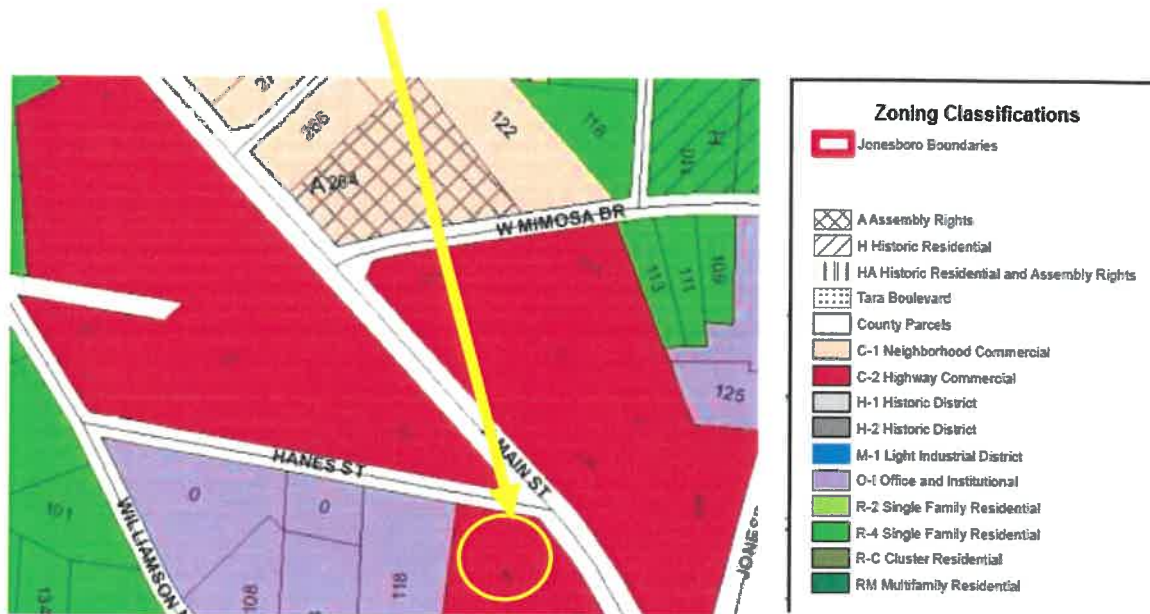 286
122
118
A 264
H
W MIMOSA DR
113
111
109
125
HANES ST
MAIN ST
0
0
101
WILLIAMSON
108
118
134
JONES
Zoning Classifications
Jonesboro Boundaries
A Assembly Rights
H Historic Residential
HA Historic Residential and Assembly Rights
Tara Boulevard
County Parcels
C-1 Neighborhood Commercial
C-2 Highway Commercial
H-1 Historic District
H-2 Historic District
M-1 Light Industrial District
O-I Office and Institutional
R-2 Single Family Residential
R-4 Single Family Residential
R-C Cluster Residential
RM Multifamily Residential